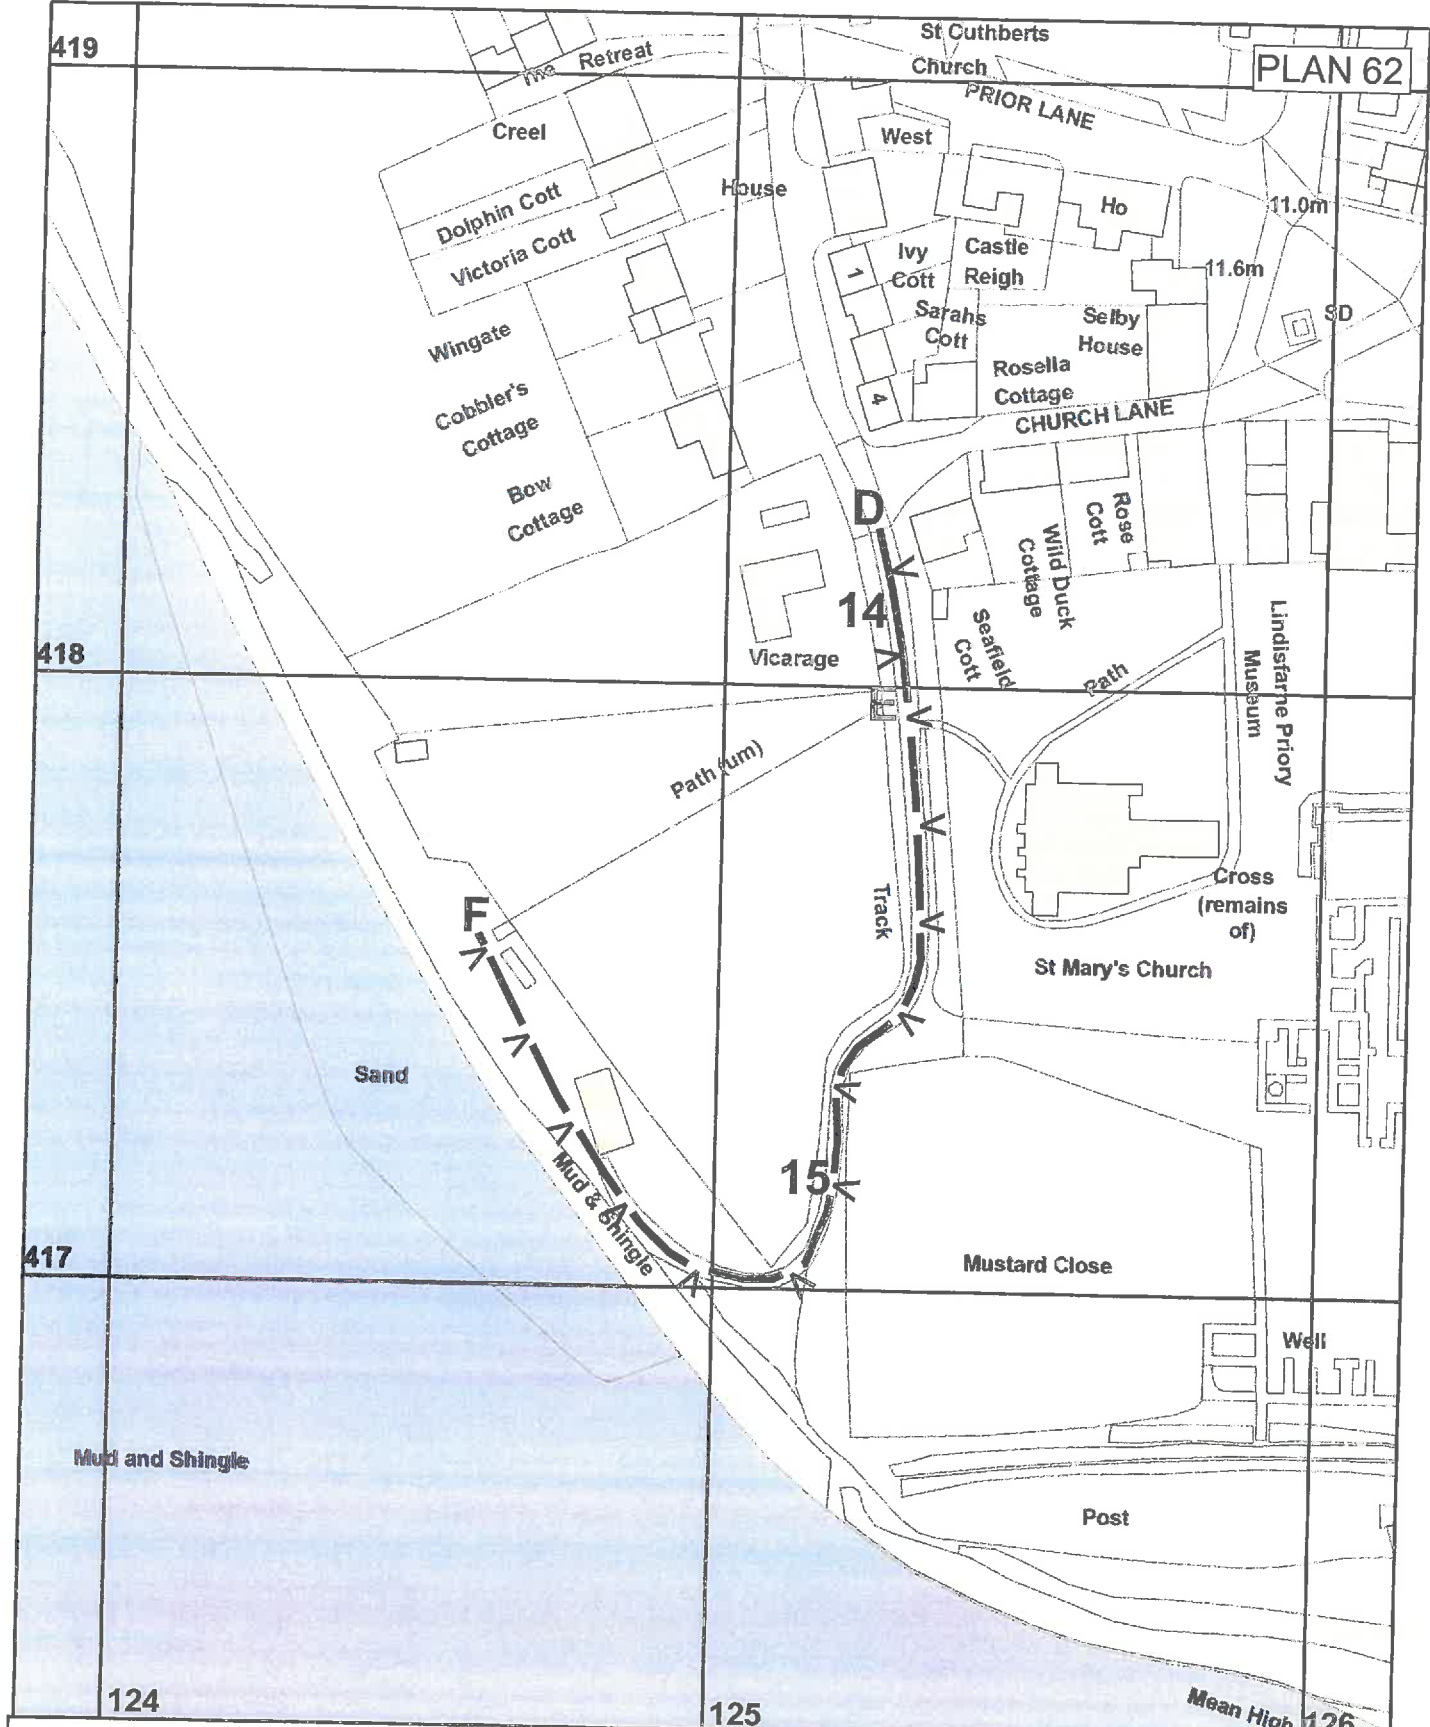 419
The Retreat
St Cuthberts
Church
PLAN 62
PRIOR LANE
Creel
West
House
Dolphin Cott
Victoria Cott
Ho
11.0m
Ivy
Cott
Castle
Reigh
11.6m
1
Sarahs
Cott
Selby
House
SD
Wingate
Rosella
Cottage
4
Cobbler's
Cottage
CHURCH LANE
Bow
Cottage
D
Rose
Cott
Wild Duck
Cottage
14
Seafield
Cott
Lindisfarne Priory
Museum
418
Vicarage
Path
E
Path (um)
Track
F
Cross
(remains
of)
St Mary's Church
Sand
15
Mud & Shingle
417
Mustard Close
Well
Mud and Shingle
Post
Mean High
124
125
126